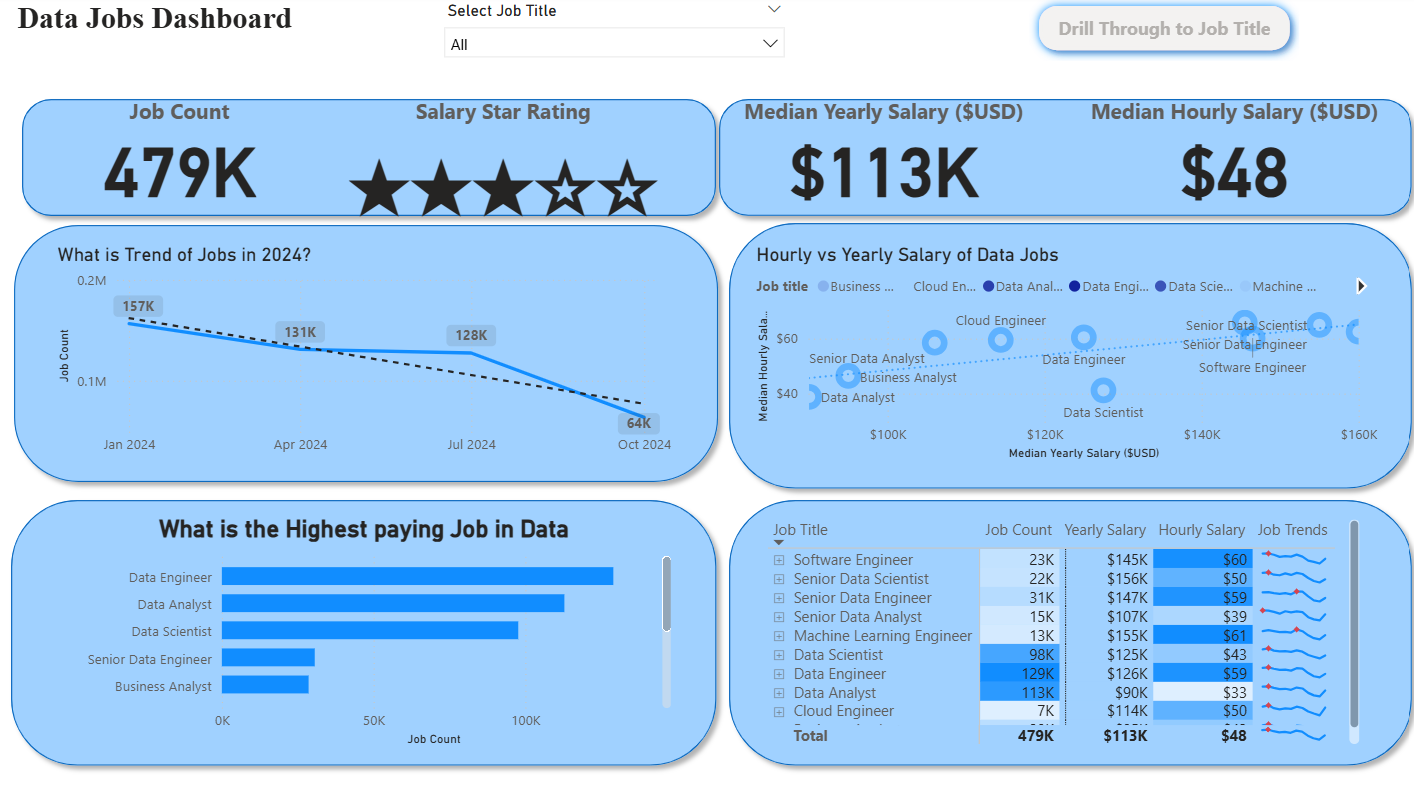 Data Jobs Dashboard
Select Job Title
All
Drill Through to Job Title
Job Count
Salary Star Rating
479K
Median Yearly Salary ($USD)
Median Hourly Salary ($USD)
$113K
$48
What is Trend of Jobs in 2024?
0.2M
0.1M
Job Count
157K
131K
128K
64K
Jan 2024
Apr 2024
Jul 2024
Oct 2024
Hourly vs Yearly Salary of Data Jobs
Job title Business ... Cloud En... Data Anal... Data Engi... Data Scie... Machine ...
Median Hourly Sala...
$60
$40
Cloud Engineer
Senior Data Scientist
Senior Data Engineer
Senior Data Analyst
Data Engineer
Software Engineer
Business Analyst
Data Analyst
Data Scientist
$100K
$120K
$140K
$160K
Median Yearly Salary ($USD)
What is the Highest paying Job in Data
Data Engineer
Data Analyst
Data Scientist
Senior Data Engineer
Business Analyst
0K
50K
100K
Job Count
Job Title Job Count Yearly Salary Hourly Salary Job Trends
Software Engineer 23K $145K $60
Senior Data Scientist 22K $156K $50
Senior Data Engineer 31K $147K $59
Senior Data Analyst 15K $107K $39
Machine Learning Engineer 13K $155K $61
Data Scientist 98K $125K $43
Data Engineer 129K $126K $59
Data Analyst 113K $90K $33
Cloud Engineer 7K $114K $50
Total 479K $113K $48